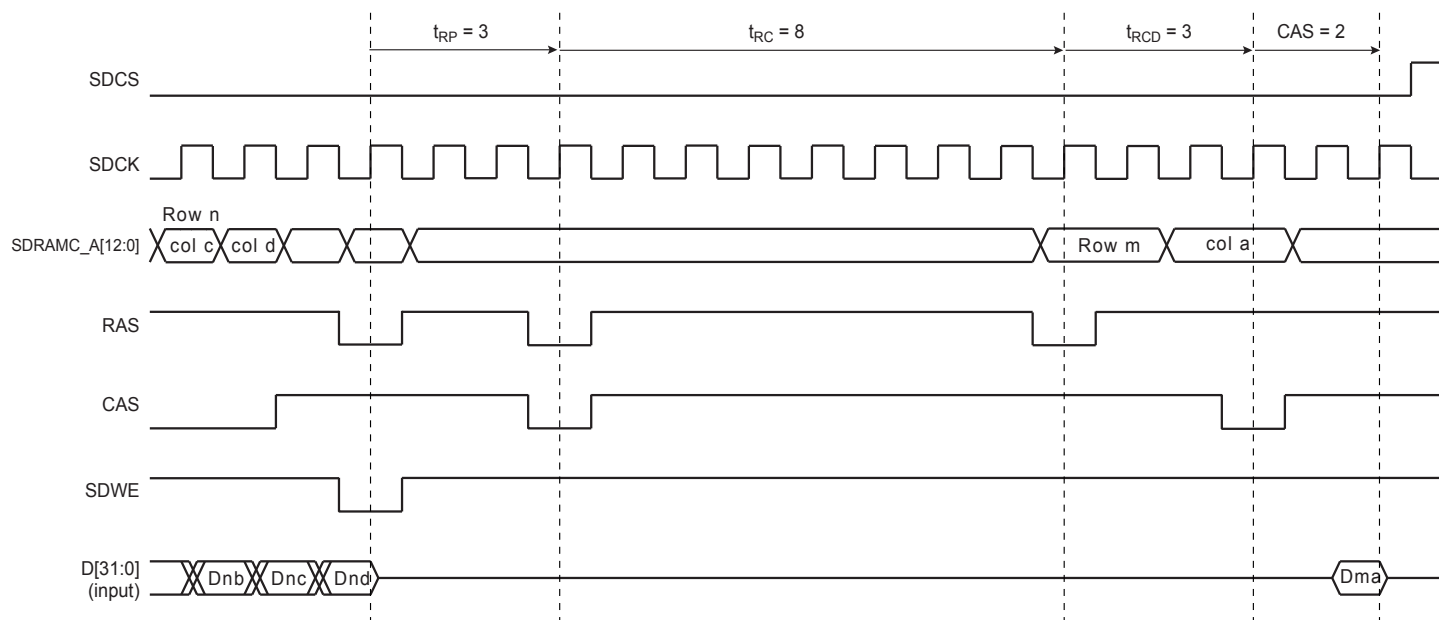 tRP = 3
tRC = 8
tRCD = 3
CAS = 2
SDCS
SDCK
Row n
SDRAMC_A[12:0]
col c
col d
Row m
col a
RAS
CAS
SDWE
D[31:0]
(input)
Dnb
Dnc
Dnd
Dma